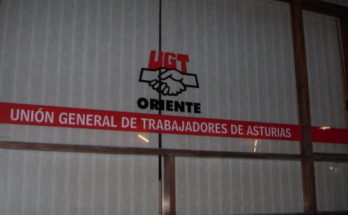 UGT
ORIENTE
UNIÓN GENERAL DE TRABAJADORES DE ASTURIAS